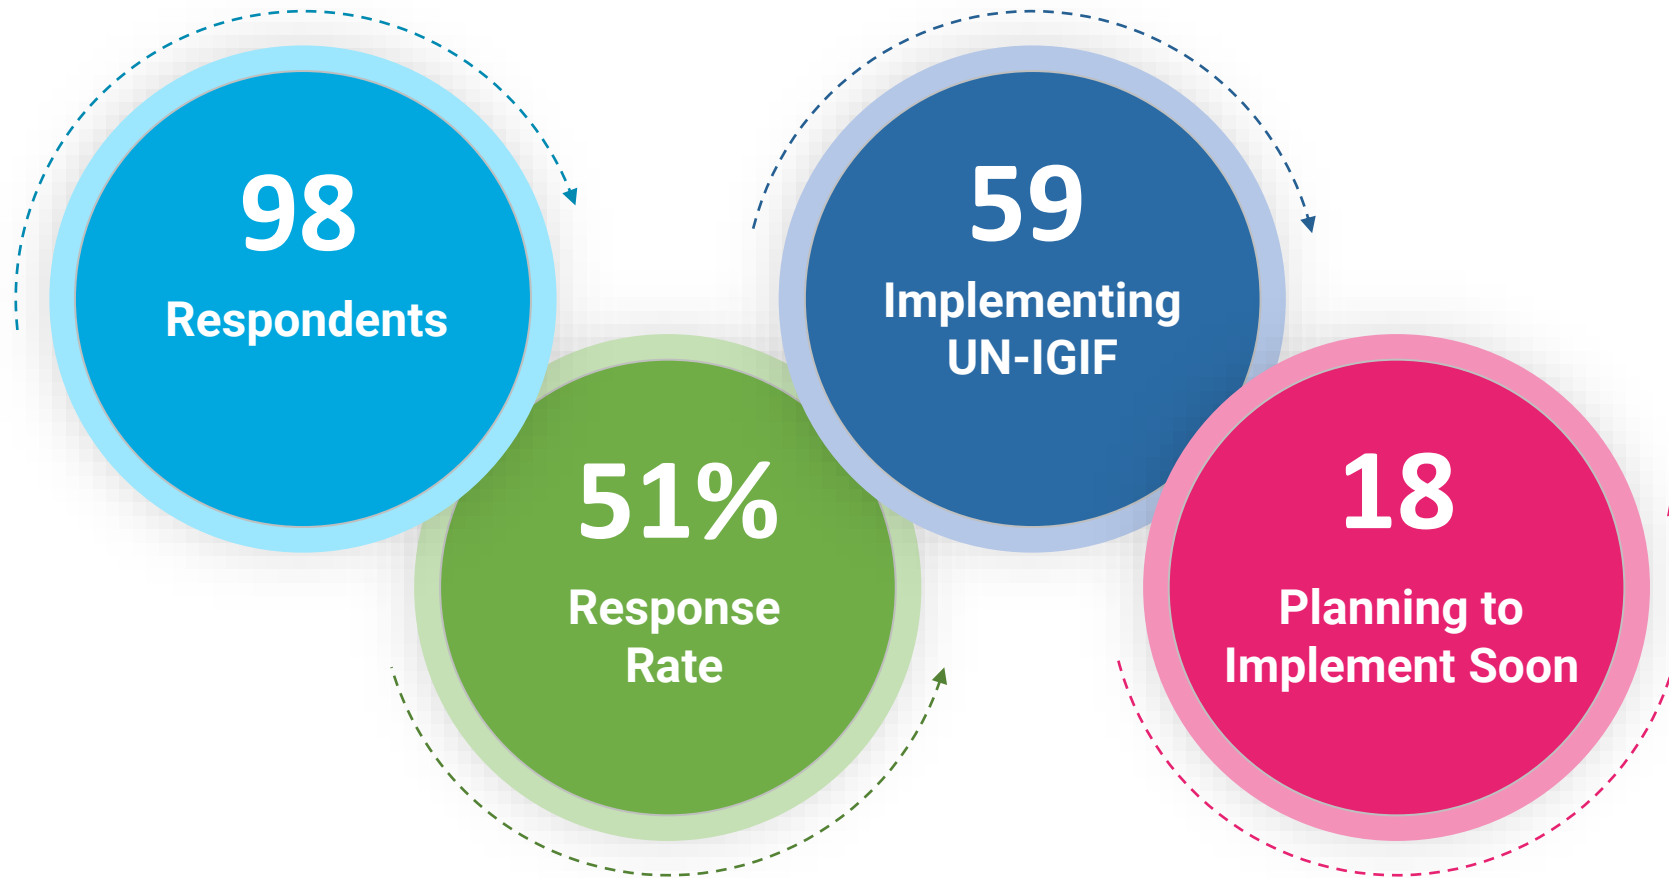 98
Respondents
51%
Response
Rate
59
Implementing
UN-IGIF
18
Planning to
Implement Soon